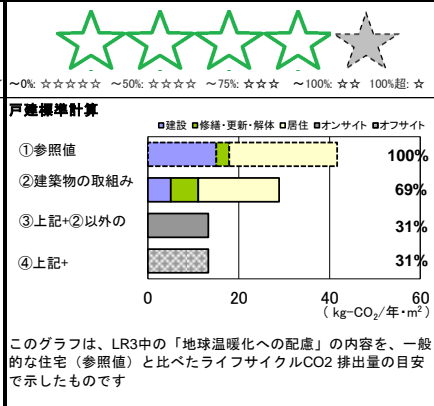 ～0%: ☆☆☆☆☆ ～50%: ☆☆☆☆ ～75%: ☆☆☆ ～100%: ☆☆ 100%超: ☆
戸建標準計算
■建設 ■修繕・更新・解体 ■居住 ■オンサイト ■オフサイト
①参照値 100%
②建築物の取組み 69%
③上記+②以外の 31%
④上記+ 31%
0 20 40 60
( kg-CO₂/年・m² )
このグラフは、LR3中の「地球温暖化への配慮」の内容を、一般
的な住宅（参照値）と比べたライフサイクルCO2 排出量の目安
で示したものです